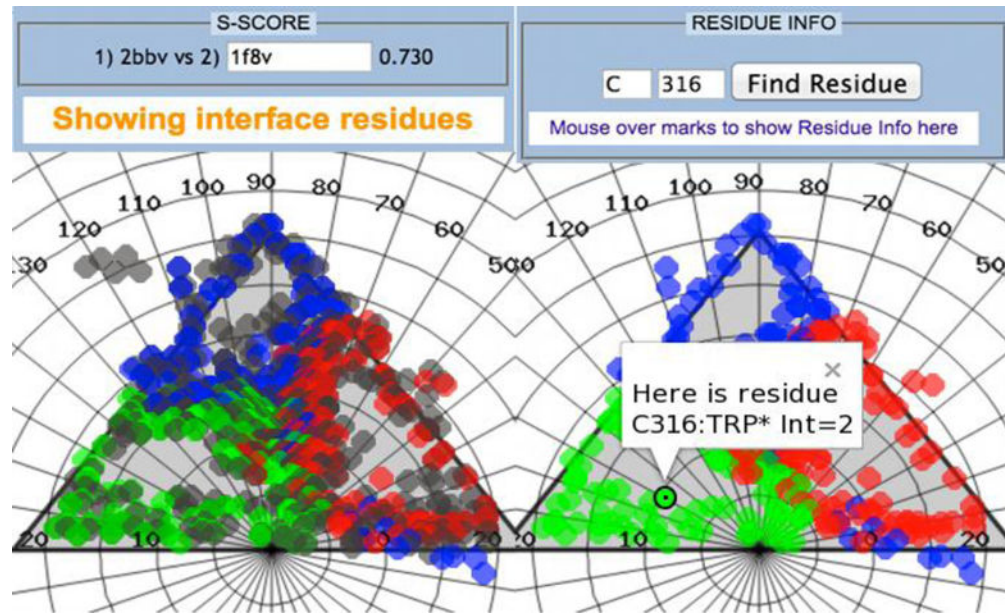 S-SCORE
1) 2bbv vs 2) 1f8v 0.730
Showing interface residues
120 110 100 90 80 70 60 50
30
20 10 10 20
RESIDUE INFO
C 316 Find Residue
Mouse over marks to show Residue Info here
120 110 100 90 80 70 60 50
30
×
Here is residue
C316:TRP* Int=2
0 10 10 20